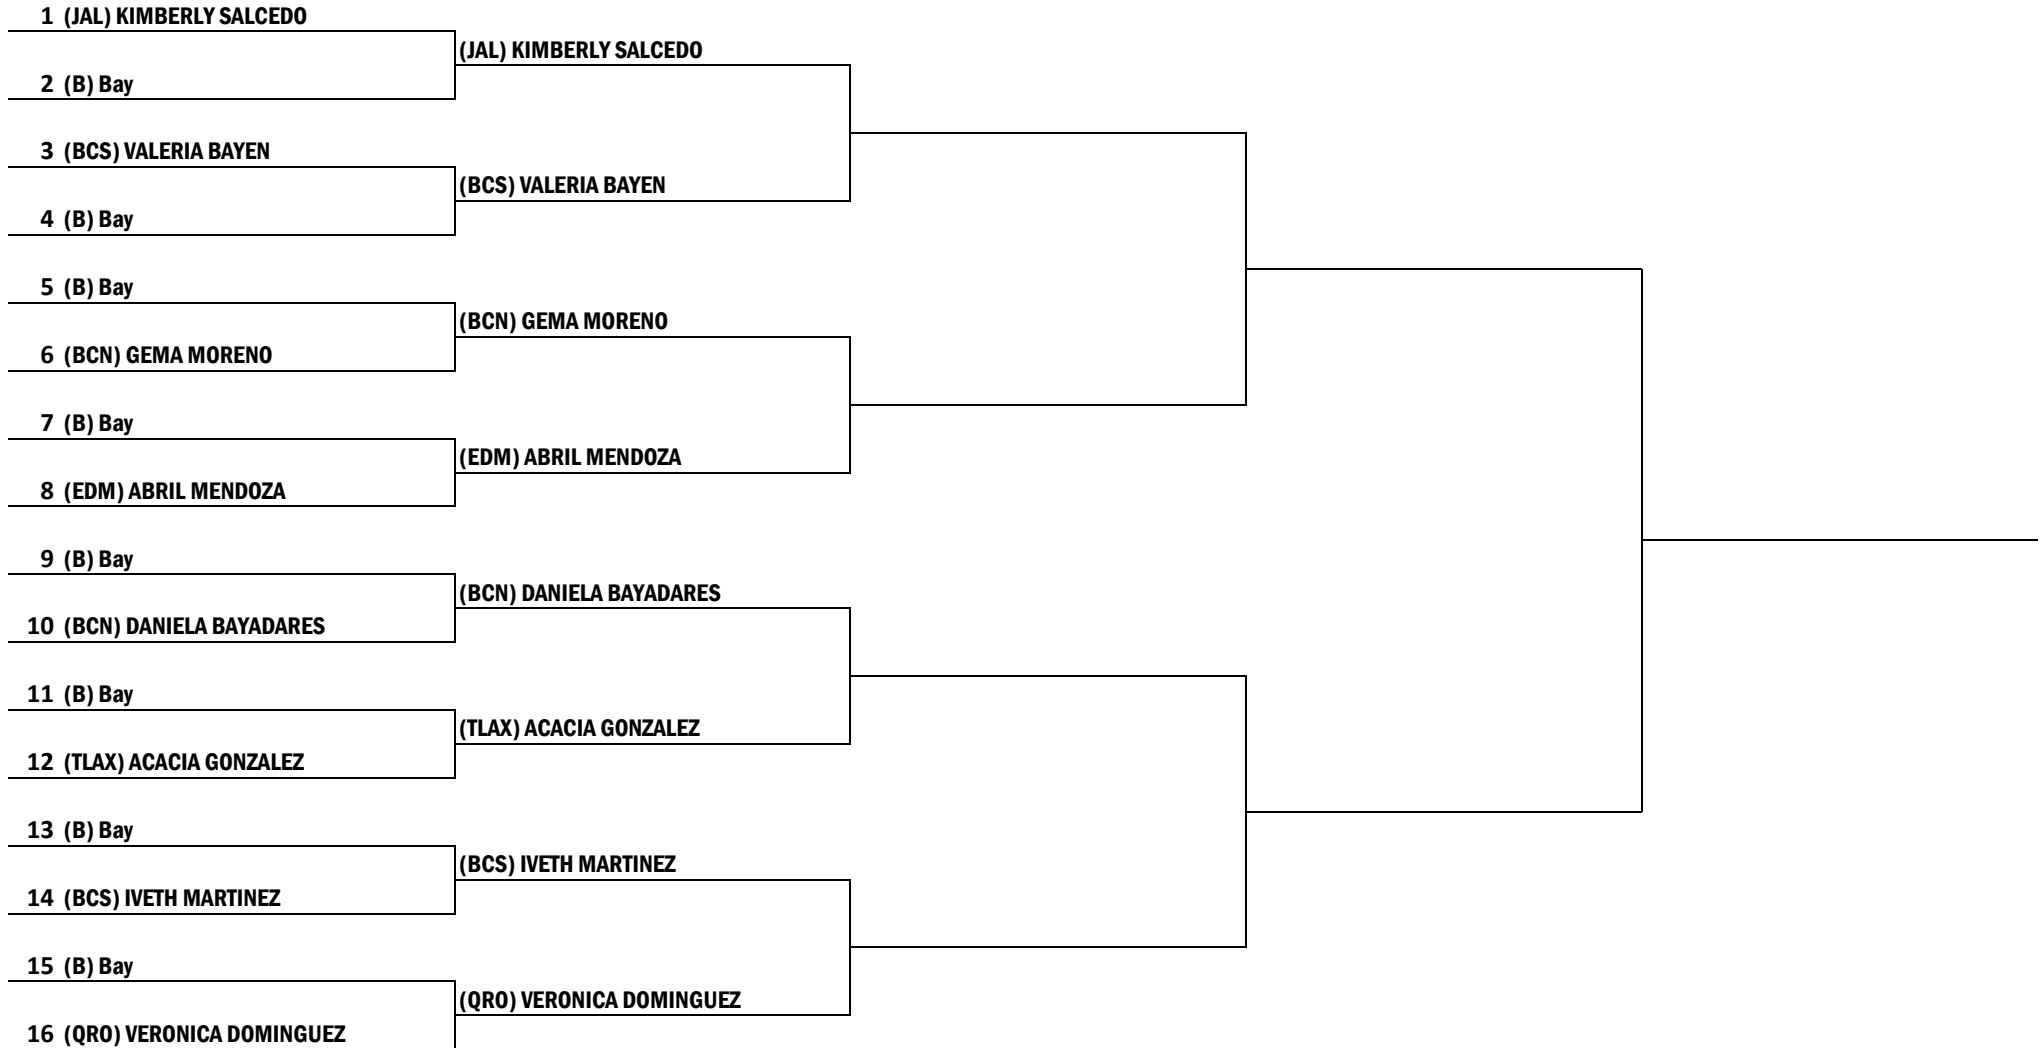 1 (JAL) KIMBERLY SALCEDO
(JAL) KIMBERLY SALCEDO
2 (B) Bay
3 (BCS) VALERIA BAYEN
(BCS) VALERIA BAYEN
4 (B) Bay
5 (B) Bay
(BCN) GEMA MORENO
6 (BCN) GEMA MORENO
7 (B) Bay
(EDM) ABRIL MENDOZA
8 (EDM) ABRIL MENDOZA
9 (B) Bay
(BCN) DANIELA BAYADARES
10 (BCN) DANIELA BAYADARES
11 (B) Bay
(TLAX) ACACIA GONZALEZ
12 (TLAX) ACACIA GONZALEZ
13 (B) Bay
(BCS) IVETH MARTINEZ
14 (BCS) IVETH MARTINEZ
15 (B) Bay
(QRO) VERONICA DOMINGUEZ
16 (QRO) VERONICA DOMINGUEZ